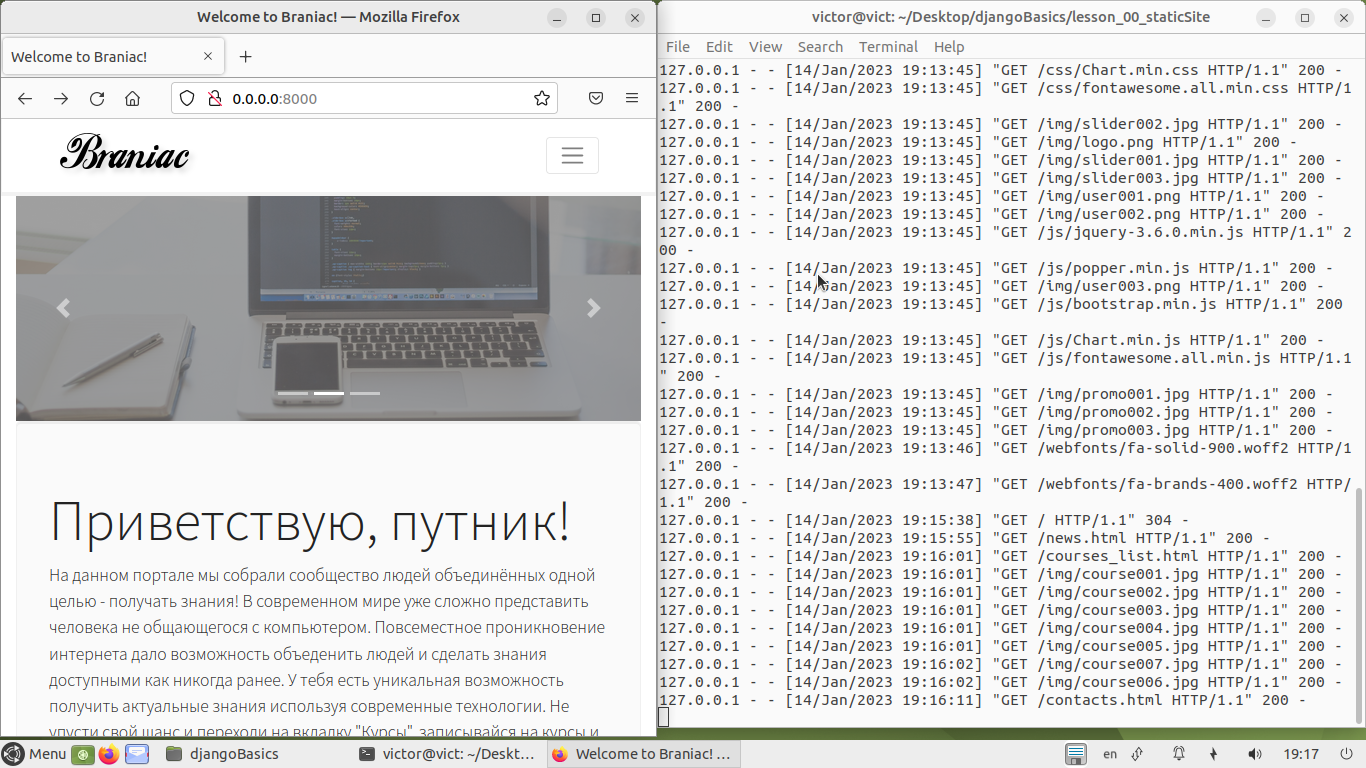 Welcome to Braniac! — Mozilla Firefox
Welcome to Braniac!
0.0.0.0:8000
Braniac
Приветствую, путник!
На данном портале мы собрали сообщество людей объединённых одной
целью - получать знания! В современном мире уже сложно представить
человека не общающегося с компьютером. Повсеместное проникновение
интернета дало возможность объеденить людей и сделать знания
доступными как никогда ранее. У тебя есть уникальная возможность
получить актуальные знания используя современные технологии. Не
упусти свой шанс и переходи на вкладку "Курсы", записывайся на курсы и
victor@vict: ~/Desktop/djangoBasics/lesson_00_staticSite
File Edit View Search Terminal Help
127.0.0.1 - - [14/Jan/2023 19:13:45] "GET /css/Chart.min.css HTTP/1.1" 200 -
127.0.0.1 - - [14/Jan/2023 19:13:45] "GET /css/fontawesome.all.min.css HTTP/1
.1" 200 -
127.0.0.1 - - [14/Jan/2023 19:13:45] "GET /img/slider002.jpg HTTP/1.1" 200 -
127.0.0.1 - - [14/Jan/2023 19:13:45] "GET /img/logo.png HTTP/1.1" 200 -
127.0.0.1 - - [14/Jan/2023 19:13:45] "GET /img/slider001.jpg HTTP/1.1" 200 -
127.0.0.1 - - [14/Jan/2023 19:13:45] "GET /img/slider003.jpg HTTP/1.1" 200 -
127.0.0.1 - - [14/Jan/2023 19:13:45] "GET /img/user001.png HTTP/1.1" 200 -
127.0.0.1 - - [14/Jan/2023 19:13:45] "GET /img/user002.png HTTP/1.1" 200 -
127.0.0.1 - - [14/Jan/2023 19:13:45] "GET /js/jquery-3.6.0.min.js HTTP/1.1" 2
00 -
127.0.0.1 - - [14/Jan/2023 19:13:45] "GET /js/popper.min.js HTTP/1.1" 200 -
127.0.0.1 - - [14/Jan/2023 19:13:45] "GET /img/user003.png HTTP/1.1" 200 -
127.0.0.1 - - [14/Jan/2023 19:13:45] "GET /js/bootstrap.min.js HTTP/1.1" 200
-
127.0.0.1 - - [14/Jan/2023 19:13:45] "GET /js/Chart.min.js HTTP/1.1" 200 -
127.0.0.1 - - [14/Jan/2023 19:13:45] "GET /js/fontawesome.all.min.js HTTP/1.1
" 200 -
127.0.0.1 - - [14/Jan/2023 19:13:45] "GET /img/promo001.jpg HTTP/1.1" 200 -
127.0.0.1 - - [14/Jan/2023 19:13:45] "GET /img/promo002.jpg HTTP/1.1" 200 -
127.0.0.1 - - [14/Jan/2023 19:13:45] "GET /img/promo003.jpg HTTP/1.1" 200 -
127.0.0.1 - - [14/Jan/2023 19:13:46] "GET /webfonts/fa-solid-900.woff2 HTTP/1
.1" 200 -
127.0.0.1 - - [14/Jan/2023 19:13:47] "GET /webfonts/fa-brands-400.woff2 HTTP/
1.1" 200 -
127.0.0.1 - - [14/Jan/2023 19:15:38] "GET / HTTP/1.1" 304 -
127.0.0.1 - - [14/Jan/2023 19:15:55] "GET /news.html HTTP/1.1" 200 -
127.0.0.1 - - [14/Jan/2023 19:16:01] "GET /courses_list.html HTTP/1.1" 200 -
127.0.0.1 - - [14/Jan/2023 19:16:01] "GET /img/course001.jpg HTTP/1.1" 200 -
127.0.0.1 - - [14/Jan/2023 19:16:01] "GET /img/course002.jpg HTTP/1.1" 200 -
127.0.0.1 - - [14/Jan/2023 19:16:01] "GET /img/course003.jpg HTTP/1.1" 200 -
127.0.0.1 - - [14/Jan/2023 19:16:01] "GET /img/course004.jpg HTTP/1.1" 200 -
127.0.0.1 - - [14/Jan/2023 19:16:01] "GET /img/course005.jpg HTTP/1.1" 200 -
127.0.0.1 - - [14/Jan/2023 19:16:02] "GET /img/course007.jpg HTTP/1.1" 200 -
127.0.0.1 - - [14/Jan/2023 19:16:02] "GET /img/course006.jpg HTTP/1.1" 200 -
127.0.0.1 - - [14/Jan/2023 19:16:11] "GET /contacts.html HTTP/1.1" 200 -
Menu djangoBasics victor@vict: ~/Deskt... Welcome to Braniac! ... en 19:17